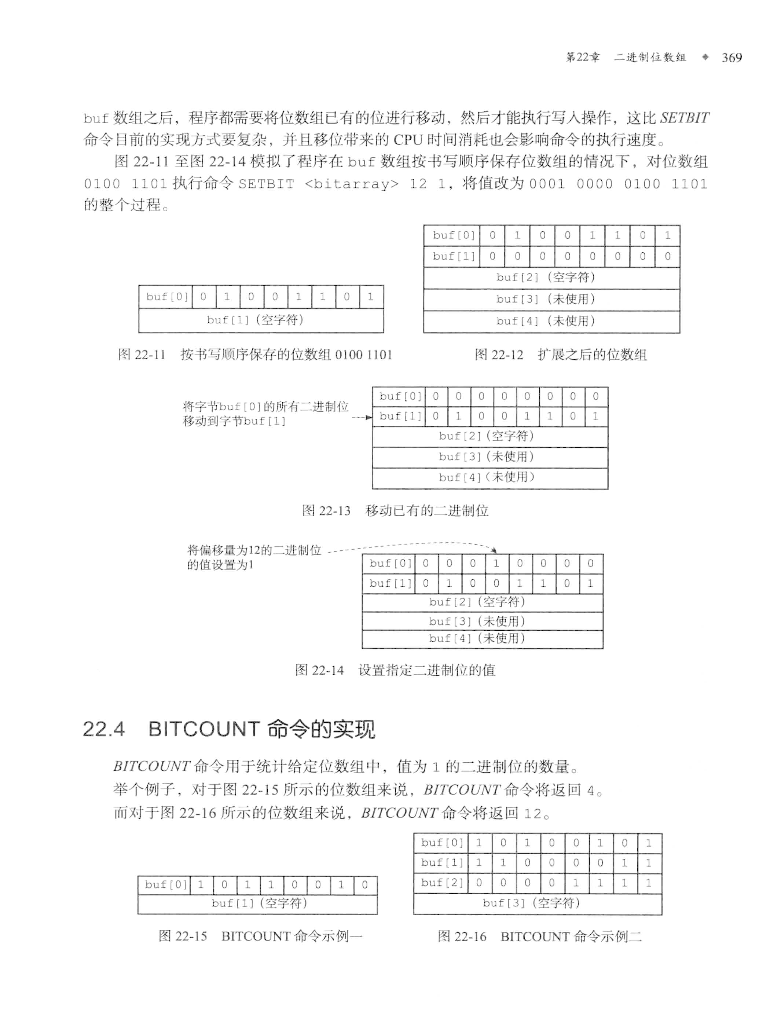 第22章 二进制位数组 ◆ 369
buf 数组之后，程序都需要将位数组已有的位进行移动，然后才能执行写入操作，这比 SETBIT
命令目前的实现方式要复杂，并且移位带来的 CPU 时间消耗也会影响命令的执行速度。
图 22-11 至图 22-14 模拟了程序在 buf 数组按书写顺序保存位数组的情况下，对位数组
0100 1101 执行命令 SETBIT <bitarray> 12 1，将值改为 0001 0000 0100 1101
的整个过程。
buf[0] 0 1 0 0 1 1 0 1
buf[1]（空字符）
图 22-11 按书写顺序保存的位数组 0100 1101
buf[0] 0 1 0 0 1 1 0 1
buf[1] 0 0 0 0 0 0 0 0
buf[2]（空字符）
buf[3]（未使用）
buf[4]（未使用）
图 22-12 扩展之后的位数组
将字节buf[0]的所有二进制位
移动到字节buf[1]
buf[0] 0 0 0 0 0 0 0 0
buf[1] 0 1 0 0 1 1 0 1
buf[2]（空字符）
buf[3]（未使用）
buf[4]（未使用）
图 22-13 移动已有的二进制位
将偏移量为12的二进制位
的值设置为1
buf[0] 0 0 0 1 0 0 0 0
buf[1] 0 1 0 0 1 1 0 1
buf[2]（空字符）
buf[3]（未使用）
buf[4]（未使用）
图 22-14 设置指定二进制位的值
22.4 BITCOUNT 命令的实现
BITCOUNT 命令用于统计给定位数组中，值为 1 的二进制位的数量。
举个例子，对于图 22-15 所示的位数组来说，BITCOUNT 命令将返回 4。
而对于图 22-16 所示的位数组来说，BITCOUNT 命令将返回 12。
buf[0] 1 0 1 1 0 0 1 0
buf[1]（空字符）
图 22-15 BITCOUNT 命令示例一
buf[0] 1 0 1 0 0 1 0 1
buf[1] 1 1 0 0 0 0 1 1
buf[2] 0 0 0 0 1 1 1 1
buf[3]（空字符）
图 22-16 BITCOUNT 命令示例二